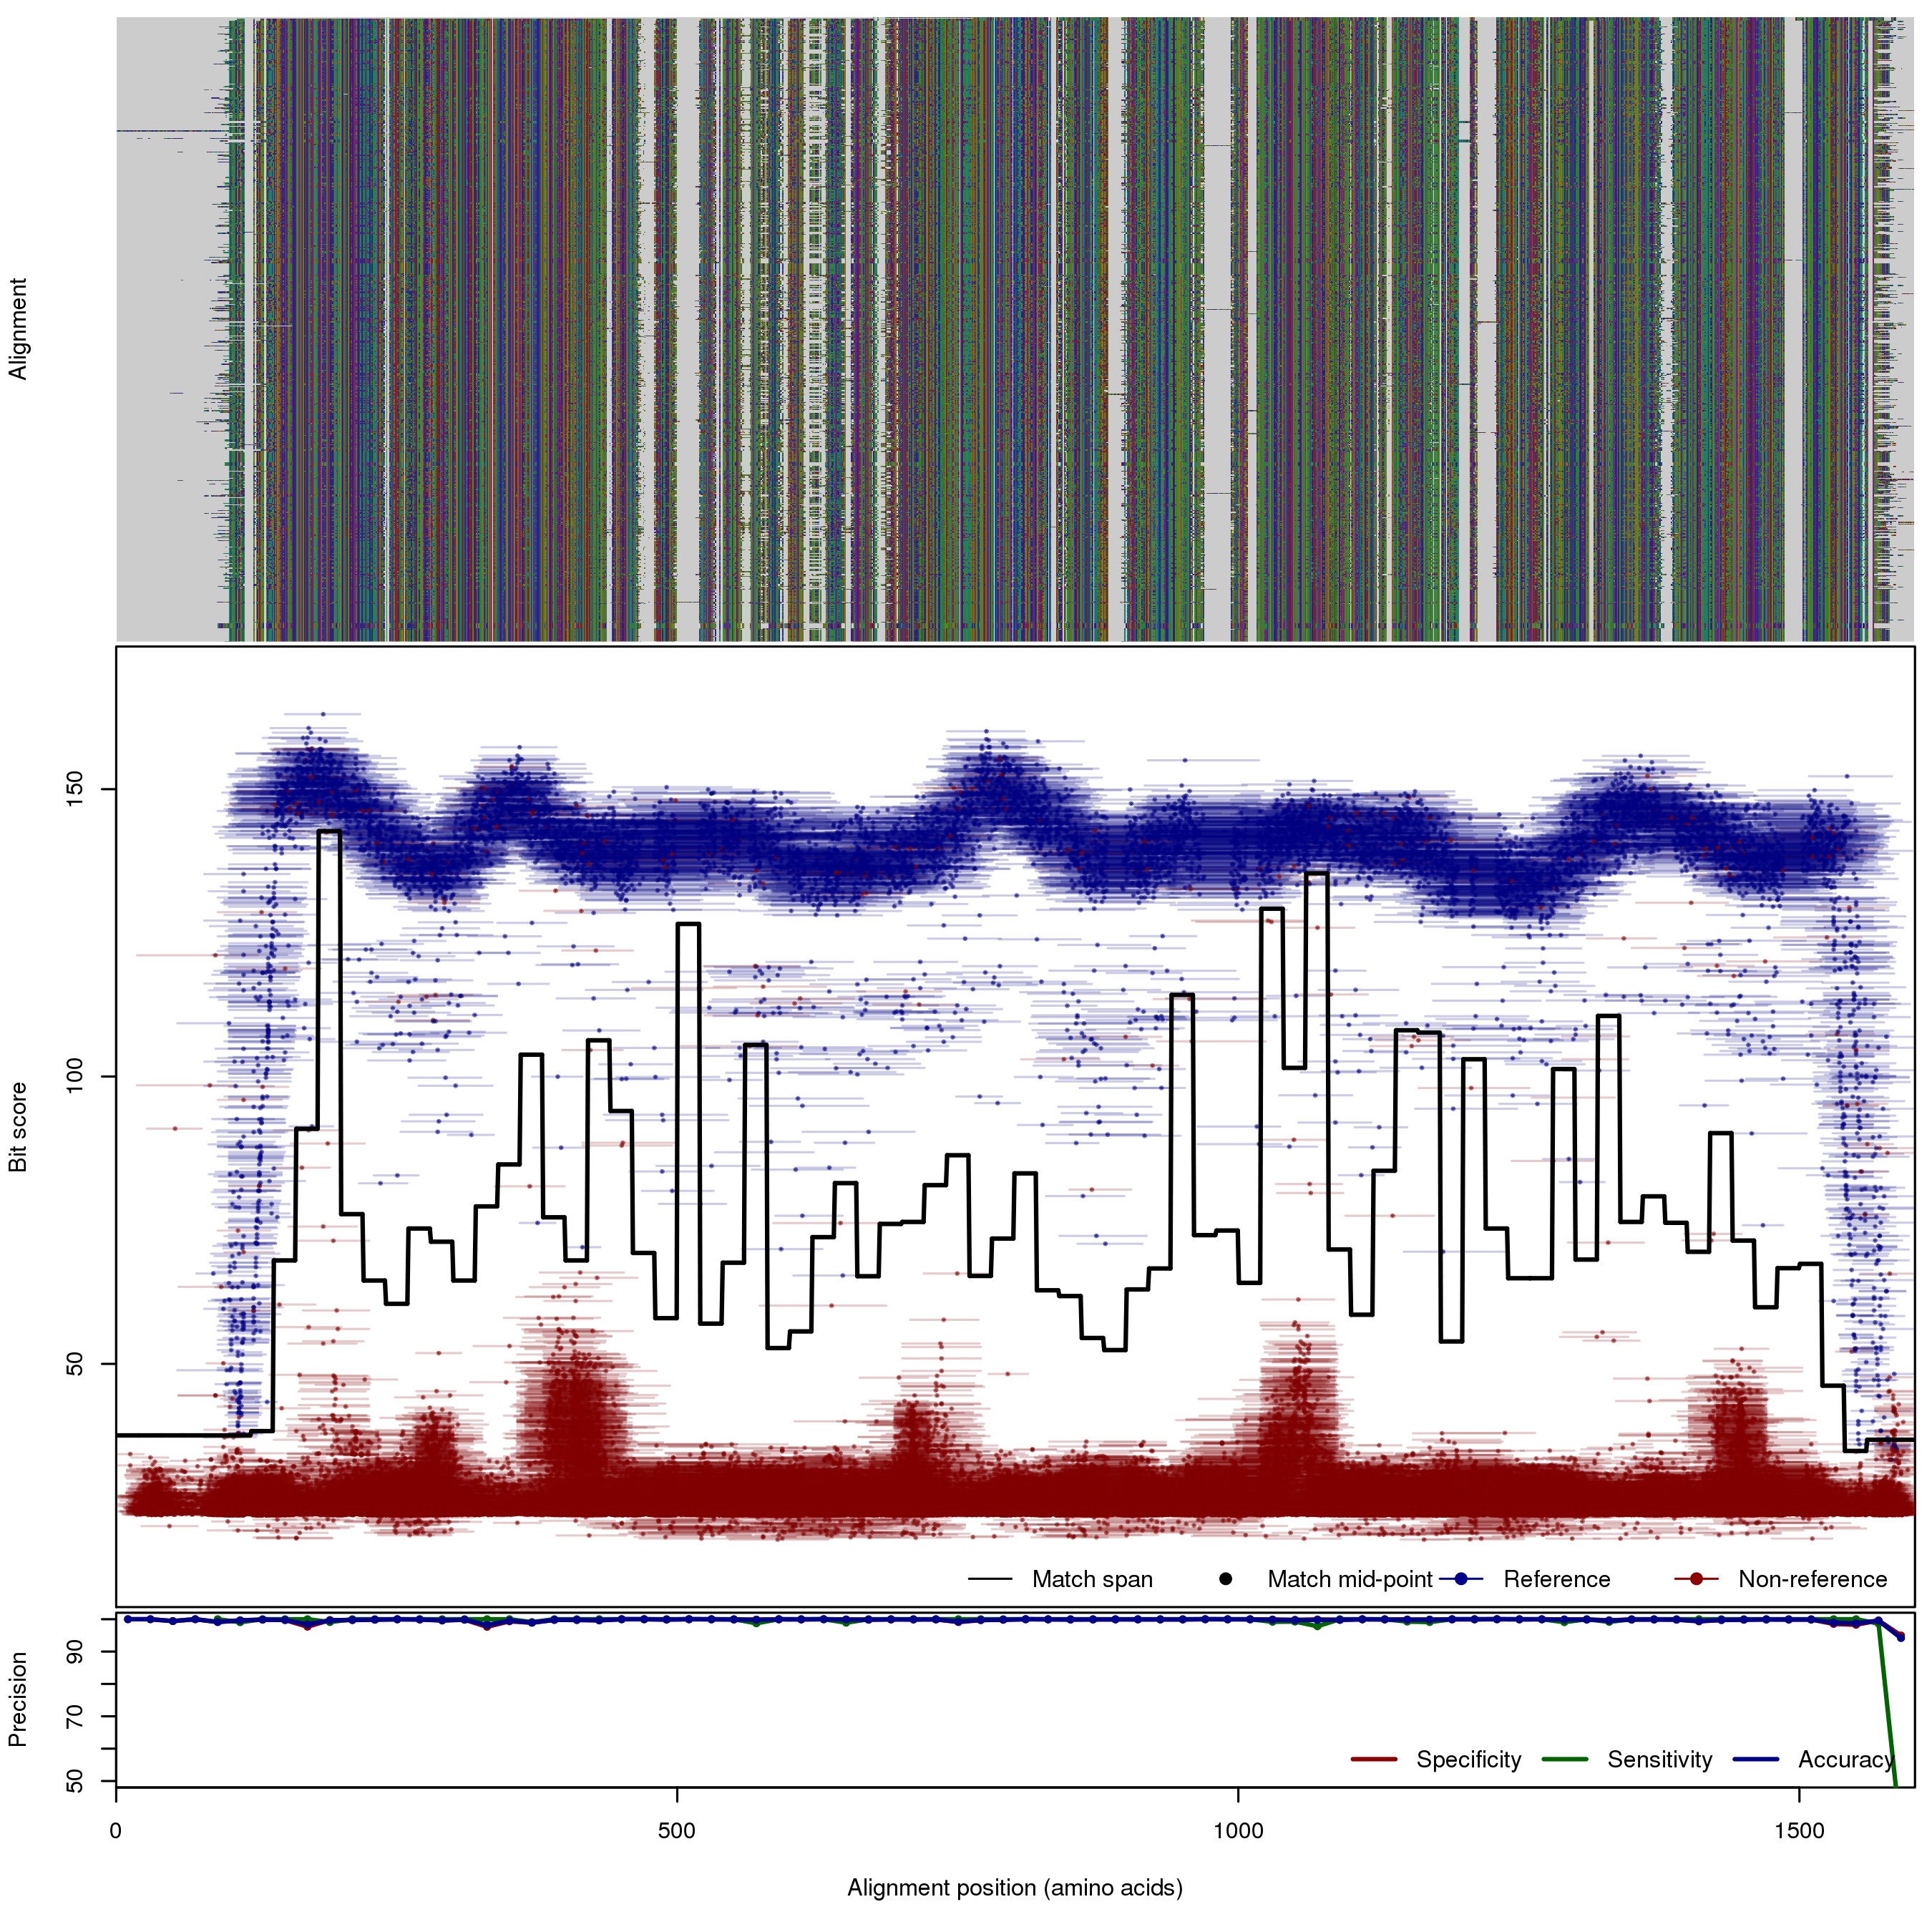 Alignment
Bit score
150
100
50
Match span
Match mid-point
Reference
Non-reference
Precision
90
70
50
Specificity
Sensitivity
Accuracy
0
500
1000
1500
Alignment position (amino acids)